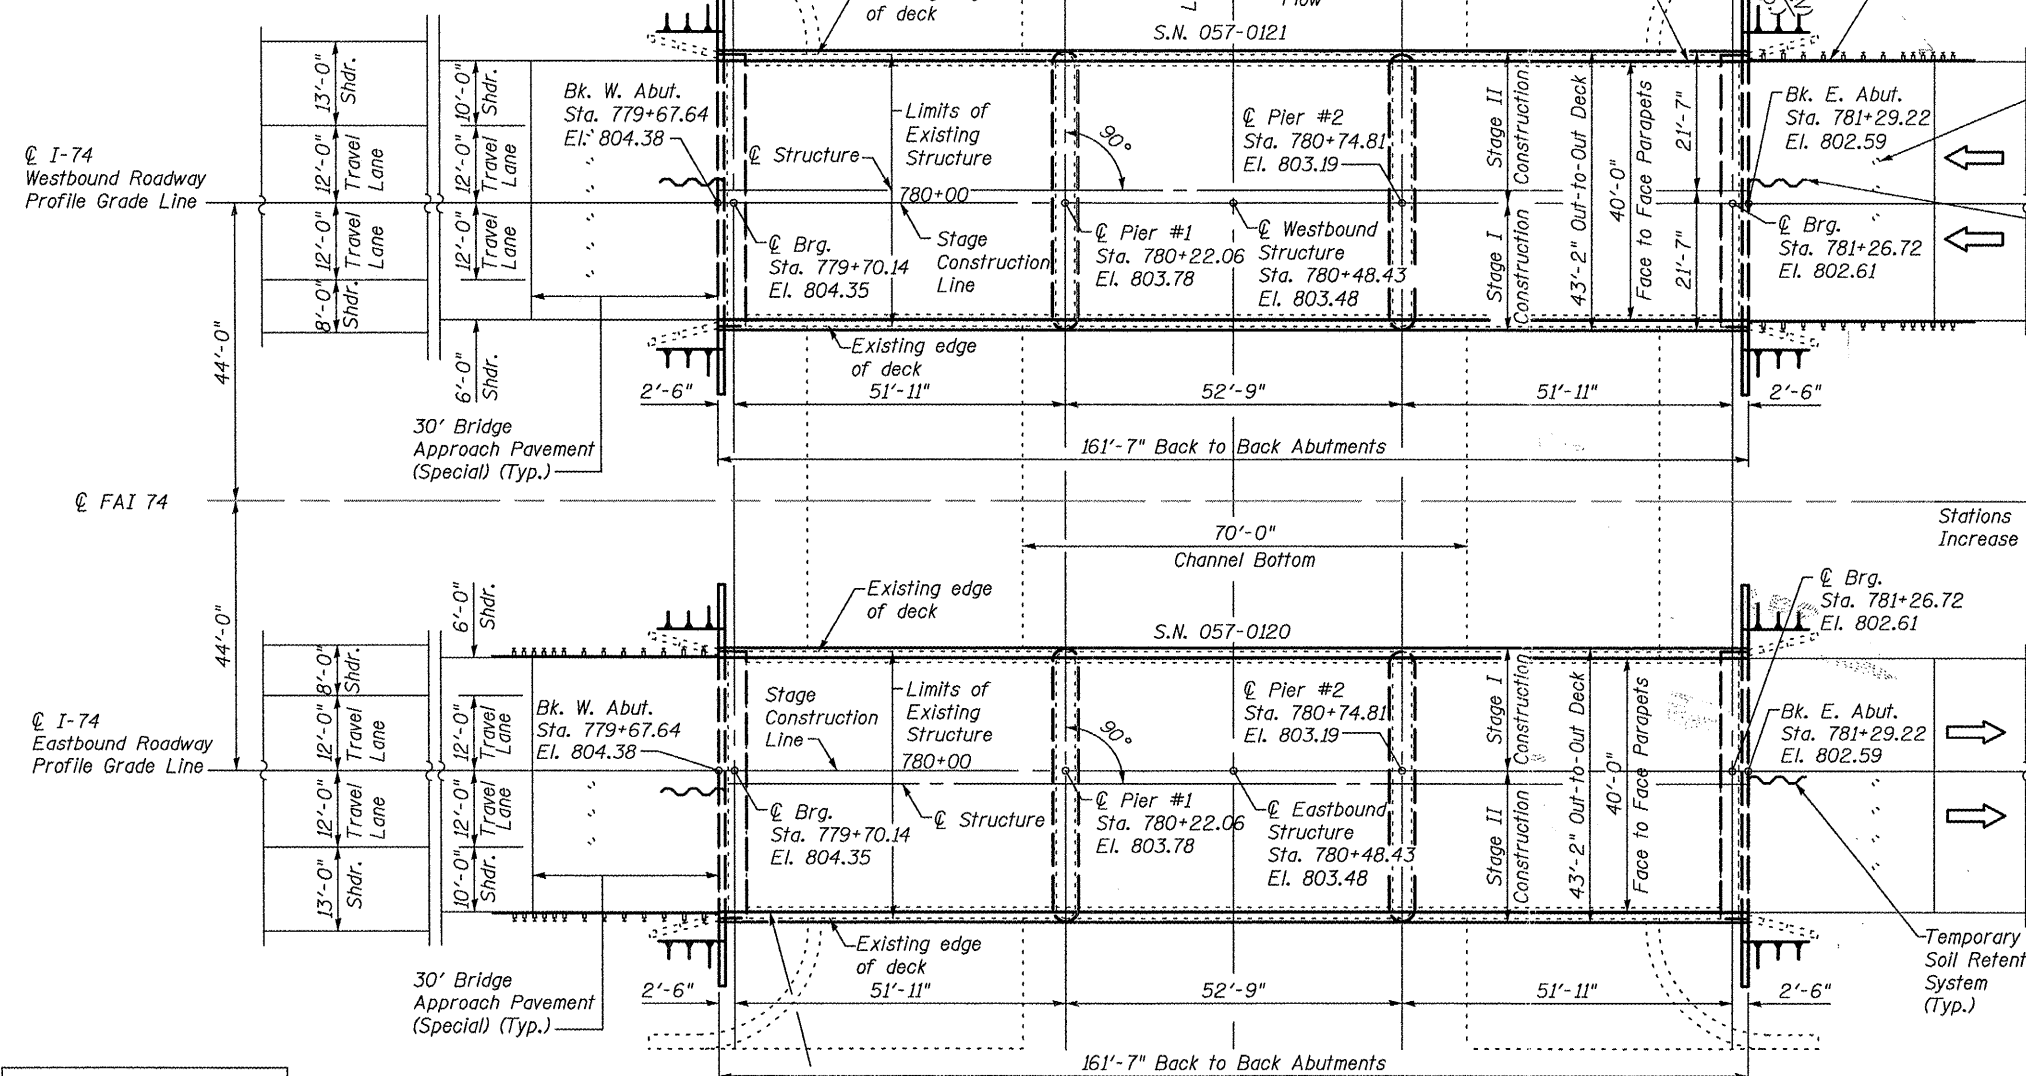 of deck
Flow
S.N. 057-0121
13'-0"
Shdr.
10'-0"
Shdr.
Bk. W. Abut.
Sta. 779+67.64
El. 804.38
Limits of
Existing
Structure
℄ Structure
780+00
90°
℄ Pier #2
Sta. 780+74.81
El. 803.19
Stage II
Construction
43'-2" Out-to-Out Deck
40'-0"
Face to Face Parapets
21'-7"
Bk. E. Abut.
Sta. 781+29.22
El. 802.59
℄ I-74
Westbound Roadway
Profile Grade Line
12'-0"
Travel
Lane
12'-0"
Travel
Lane
12'-0"
Travel
Lane
12'-0"
8'-0"
Shdr.
℄ Brg.
Sta. 779+70.14
El. 804.35
Stage
Construction
Line
℄ Pier #1
Sta. 780+22.06
El. 803.78
℄ Westbound
Structure
Sta. 780+48.43
El. 803.48
Stage I
Construction
21'-7"
℄ Brg.
Sta. 781+26.72
El. 802.61
44'-0"
6'-0"
Shdr.
Existing edge
of deck
2'-6"
51'-11"
52'-9"
51'-11"
2'-6"
30' Bridge
Approach Pavement
(Special) (Typ.)
161'-7" Back to Back Abutments
℄ FAI 74
Stations
Increase
70'-0"
Channel Bottom
44'-0"
6'-0"
Shdr.
Existing edge
of deck
S.N. 057-0120
℄ Brg.
Sta. 781+26.72
El. 802.61
8'-0"
Shdr.
Bk. W. Abut.
Sta. 779+67.64
El. 804.38
Stage
Construction
Line
Limits of
Existing
Structure
780+00
90°
℄ Pier #2
Sta. 780+74.81
El. 803.19
Stage I
Construction
43'-2" Out-to-Out Deck
40'-0"
Face to Face Parapets
Bk. E. Abut.
Sta. 781+29.22
El. 802.59
℄ I-74
Eastbound Roadway
Profile Grade Line
12'-0"
Travel
Lane
12'-0"
Travel
Lane
12'-0"
Travel
Lane
12'-0"
Travel
Lane
13'-0"
Shdr.
10'-0"
Shdr.
℄ Brg.
Sta. 779+70.14
El. 804.35
℄ Structure
℄ Pier #1
Sta. 780+22.06
El. 803.78
℄ Eastbound
Structure
Sta. 780+48.43
El. 803.48
Stage II
Construction
Existing edge
of deck
Temporary
Soil Retent
System
(Typ.)
30' Bridge
Approach Pavement
(Special) (Typ.)
2'-6"
51'-11"
52'-9"
51'-11"
2'-6"
161'-7" Back to Back Abutments